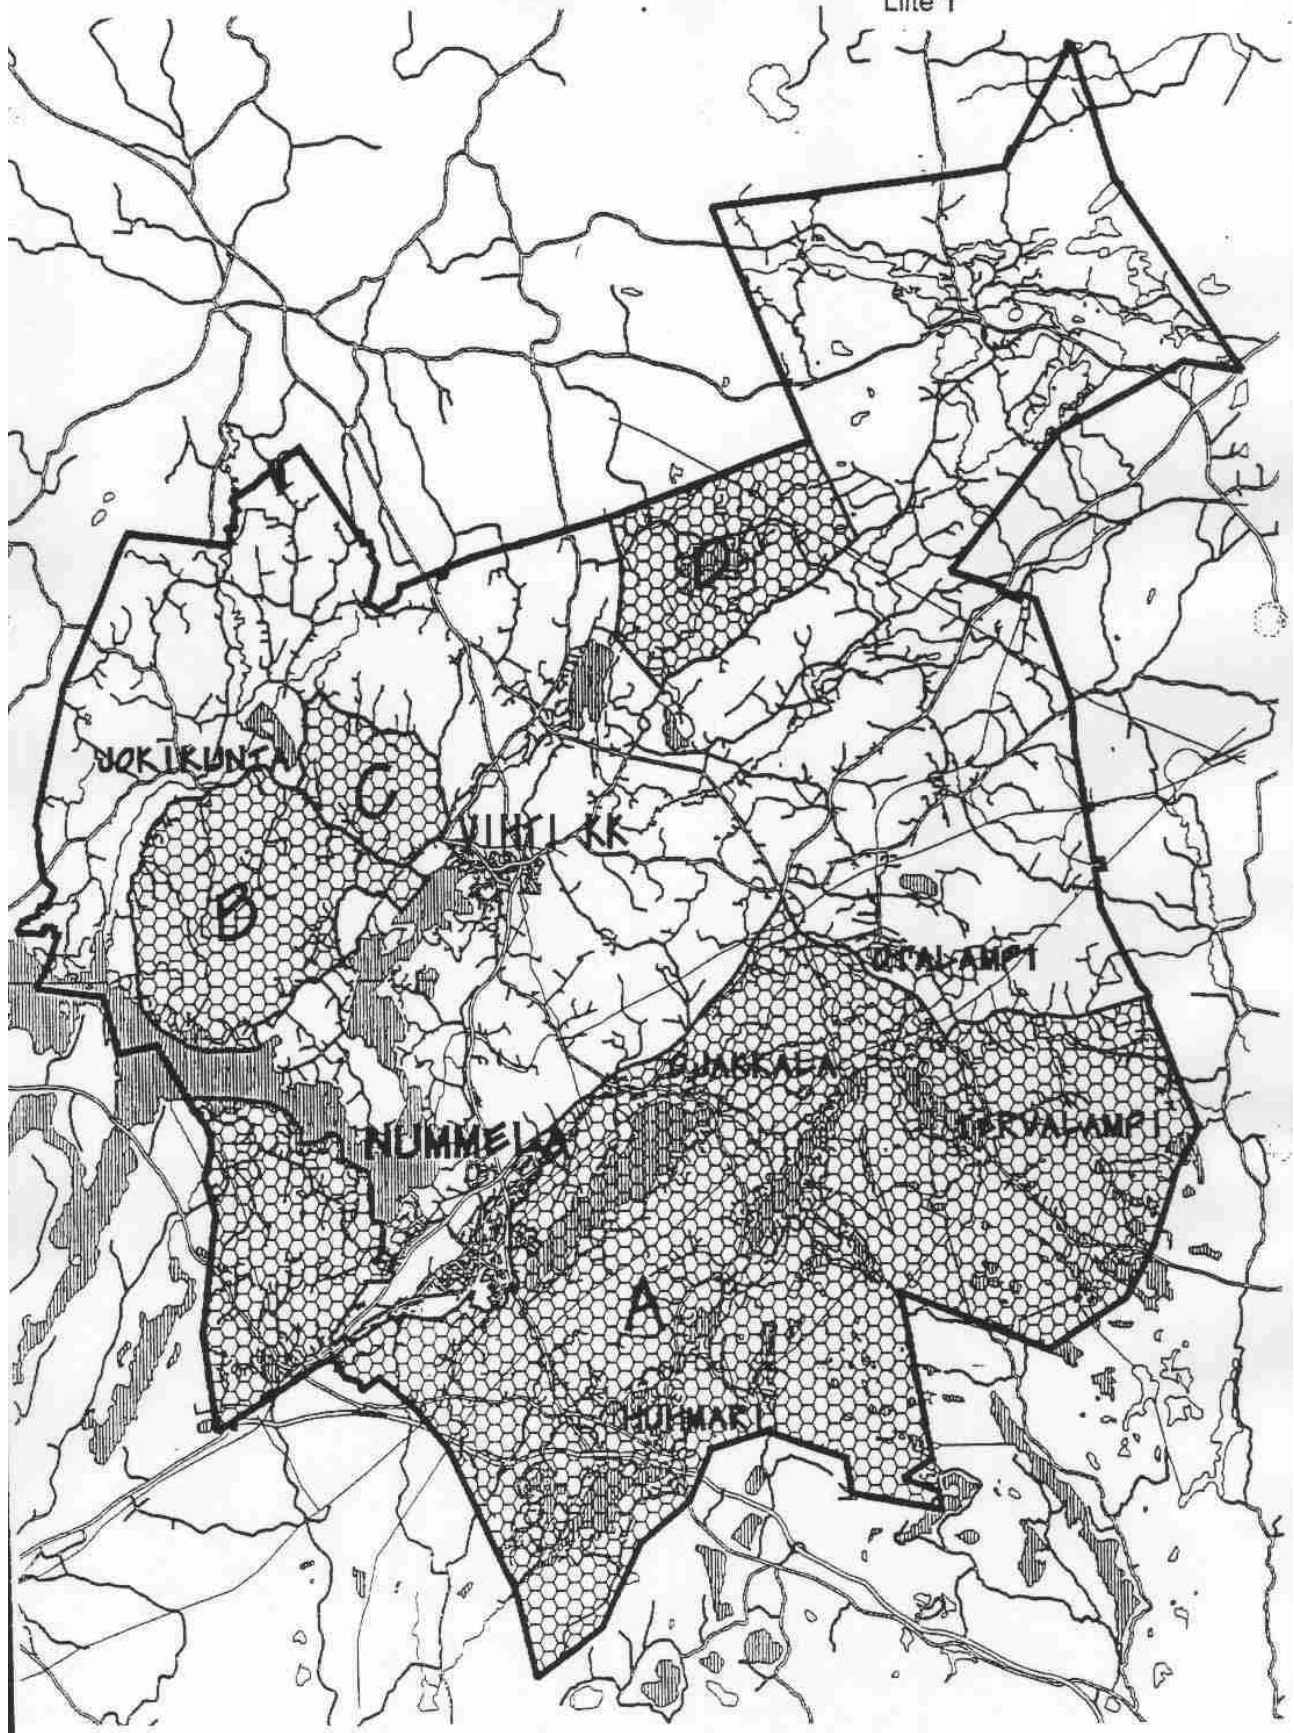 Liite 1
D
JOKIKUNTA
C
VIHTI KK
B
OTALAMPI
OJAKKALA
TERVALAMPI
NUMMELA
A
HUHMARI